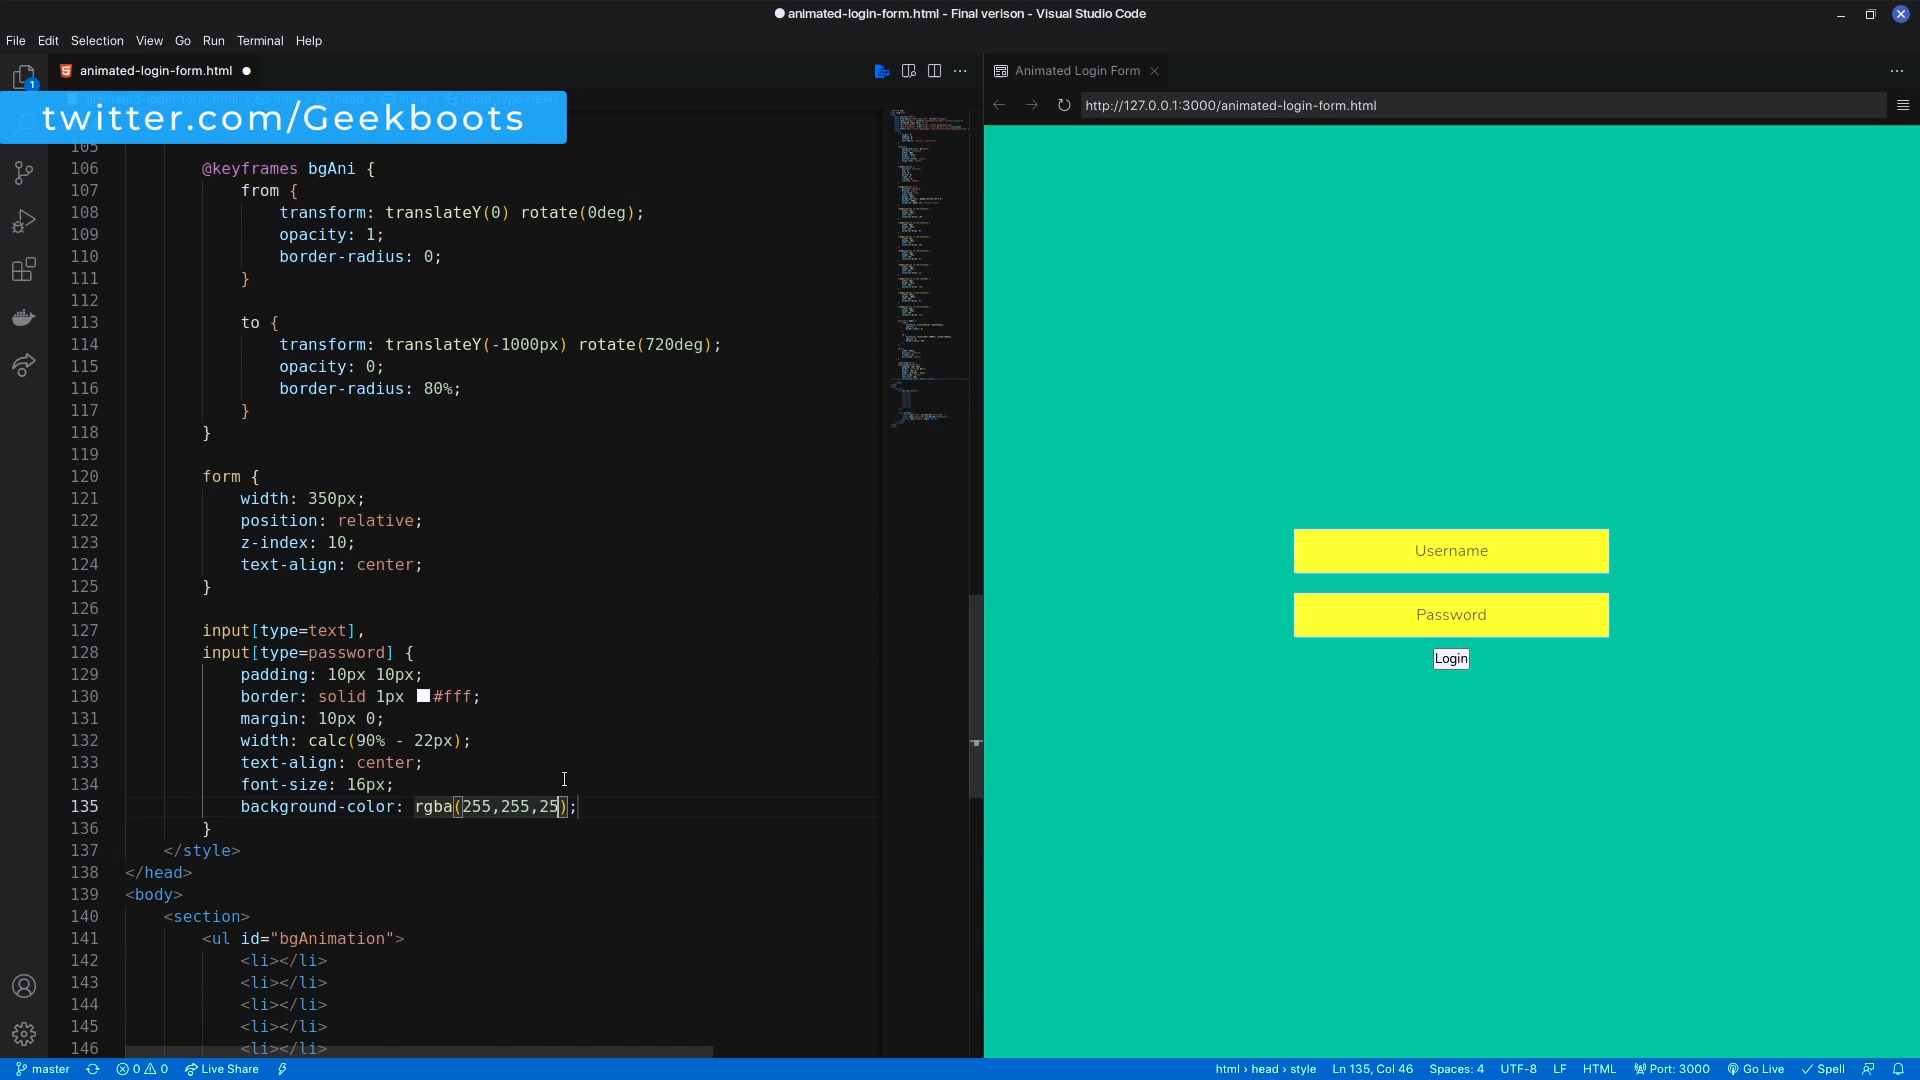 animated-login-form.html - Final verison - Visual Studio Code
File Edit Selection View Go Run Terminal Help
animated-login-form.html
Animated Login Form
1
http://127.0.0.1:3000/animated-login-form.html
twitter.com/Geekboots
105
106 @keyframes bgAni {
107 from {
108 transform: translateY(0) rotate(0deg);
109 opacity: 1;
110 border-radius: 0;
111 }
112
113 to {
114 transform: translateY(-1000px) rotate(720deg);
115 opacity: 0;
116 border-radius: 80%;
117 }
118 }
119
120 form {
121 width: 350px;
122 position: relative;
123 z-index: 10;
124 text-align: center;
125 }
126
127 input[type=text],
128 input[type=password] {
129 padding: 10px 10px;
130 border: solid 1px #fff;
131 margin: 10px 0;
132 width: calc(90% - 22px);
133 text-align: center;
134 font-size: 16px;
135 background-color: rgba(255,255,25);
136 }
137 </style>
138 </head>
139 <body>
140 <section>
141 <ul id="bgAnimation">
142 <li></li>
143 <li></li>
144 <li></li>
145 <li></li>
146 <li></li>
Username
Password
Login
master 0 0 Live Share html › head › style Ln 135, Col 46 Spaces: 4 UTF-8 LF HTML Port: 3000 Go Live Spell